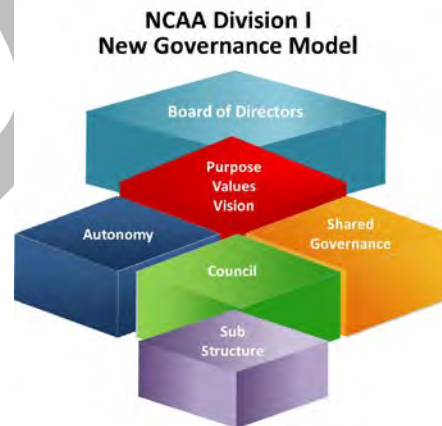 NCAA Division I
New Governance Model
Board of Directors
Purpose
Values
Vision
Autonomy
Shared
Governance
Council
Sub
Structure